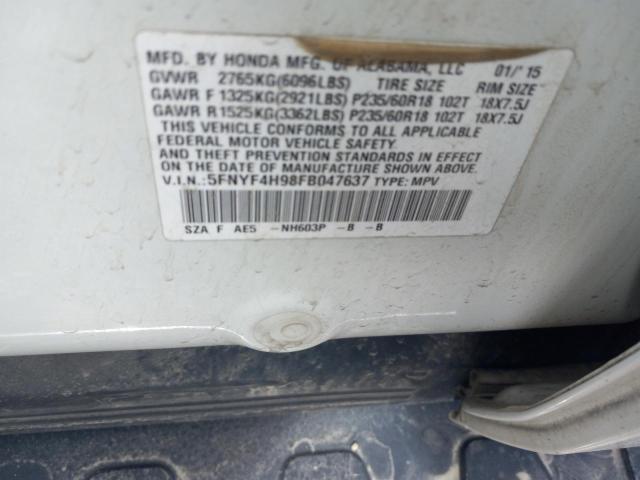 MFD. BY HONDA MFG. OF ALABAMA, LLC 01/'15
GVWR 2765KG(6096LBS) TIRE SIZE RIM SIZE
GAWR F 1325KG(2921LBS) P235/60R18 102T 18X7.5J
GAWR R 1525KG(3362LBS) P235/60R18 102T 18X7.5J
THIS VEHICLE CONFORMS TO ALL APPLICABLE
FEDERAL MOTOR VEHICLE SAFETY
AND THEFT PREVENTION STANDARDS IN EFFECT
ON THE DATE OF MANUFACTURE SHOWN ABOVE.
V.I.N.:5FNYF4H98FB047637 TYPE: MPV
SZA F AE5 -NH603P -B -B